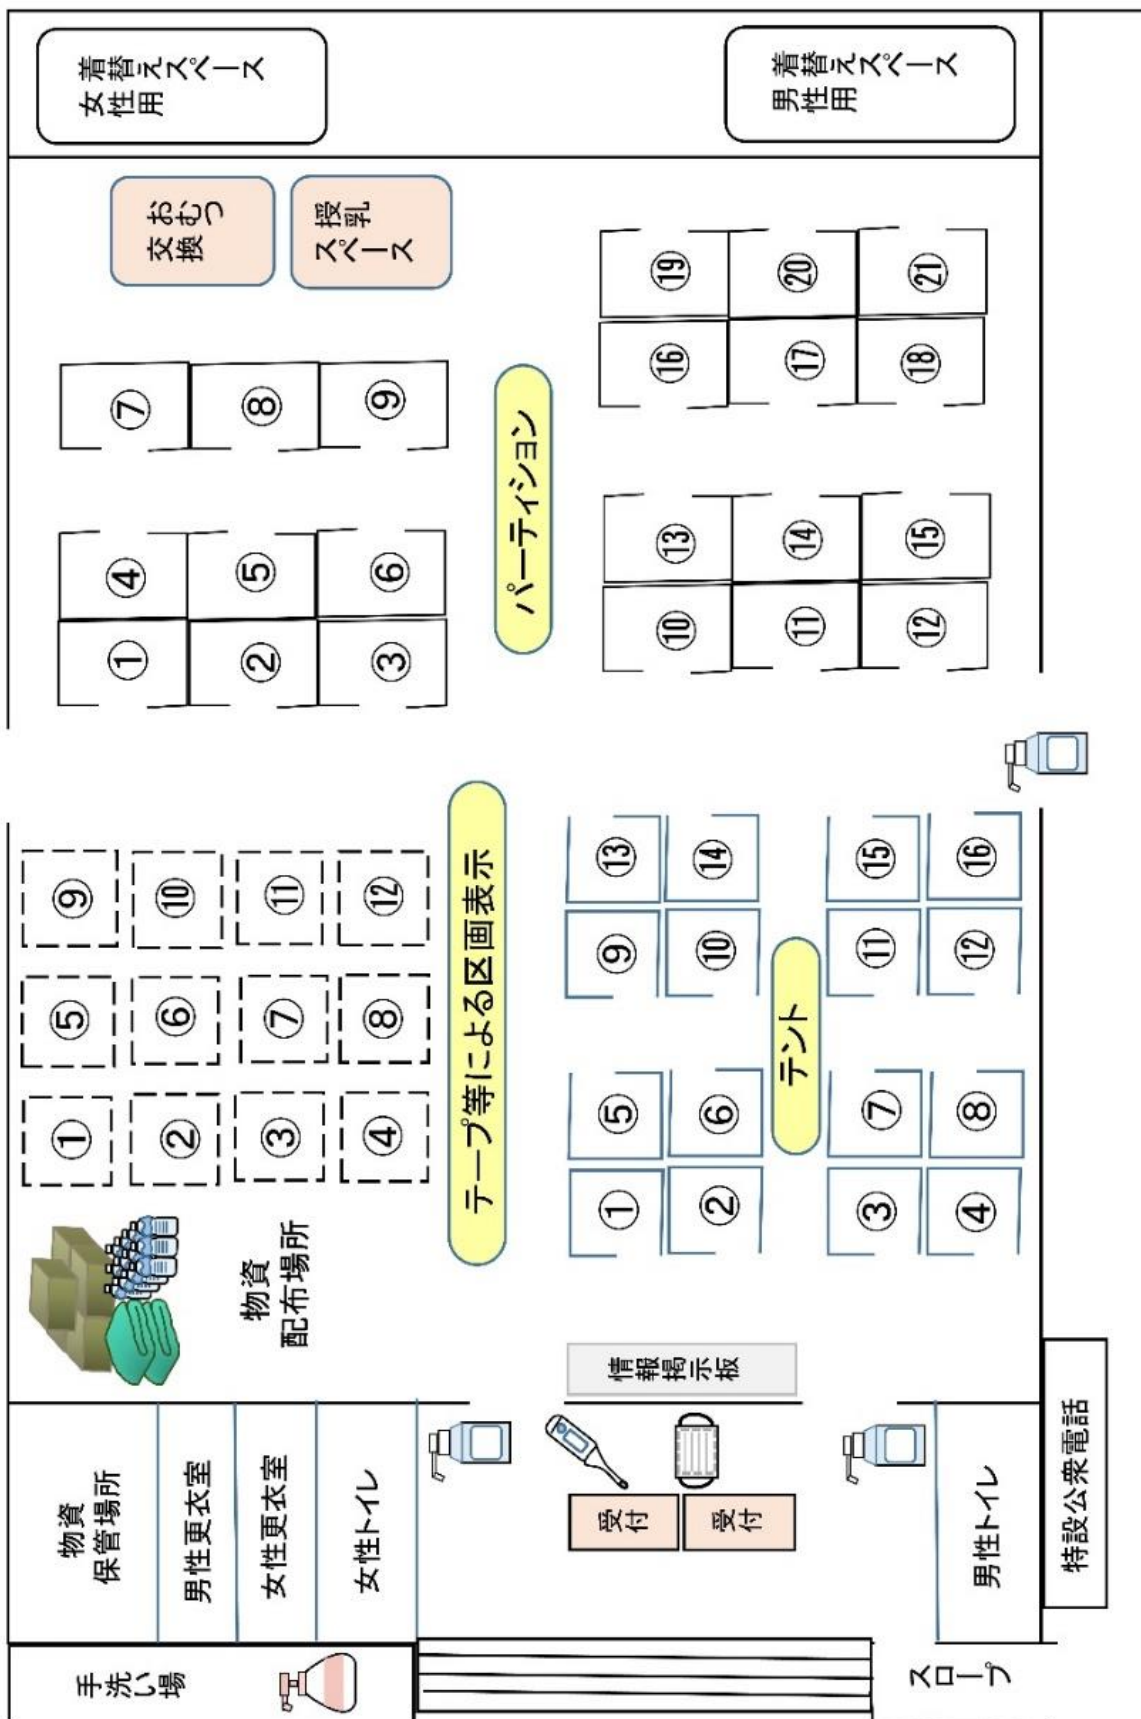 手洗い場
物資
保管場所
男性更衣室
女性更衣室
女性トイレ
受付
受付
男性トイレ
スロープ
特設公衆電話
情報掲示板
物資
配布場所
① ⑤ ⑨
② ⑥ ⑩
③ ⑦ ⑪
④ ⑧ ⑫
テープ等による区画表示
① ⑤ ⑨ ⑬
② ⑥ ⑩ ⑭
テント
③ ⑦ ⑪ ⑮
④ ⑧ ⑫ ⑯
① ④ ⑦
② ⑤ ⑧
③ ⑥ ⑨
パーティション
⑩ ⑬ ⑯ ⑲
⑪ ⑭ ⑰ ⑳
⑫ ⑮ ⑱ ㉑
おむつ
交換
授乳
スペース
着替えスペース
女性用
着替えスペース
男性用